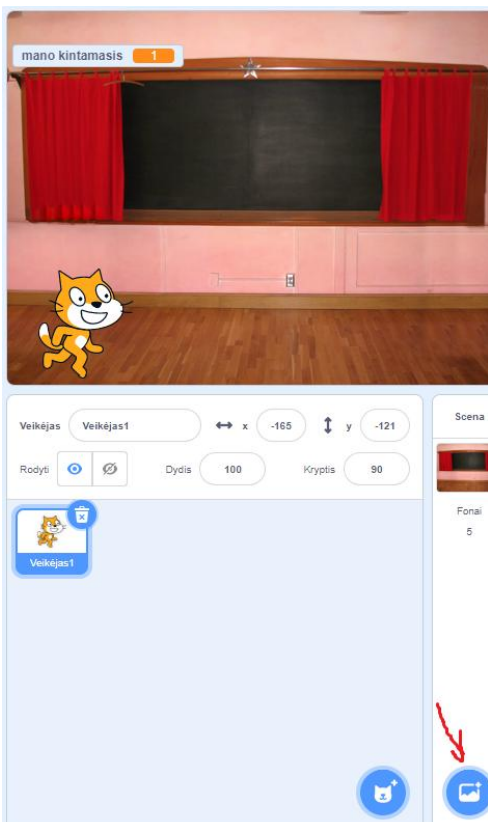 mano kintamasis 1
Veikėjas Veikėjas1 x -165 y -121
Rodyti Dydis 100 Kryptis 90
Veikėjas1
Scena
Fonai
5